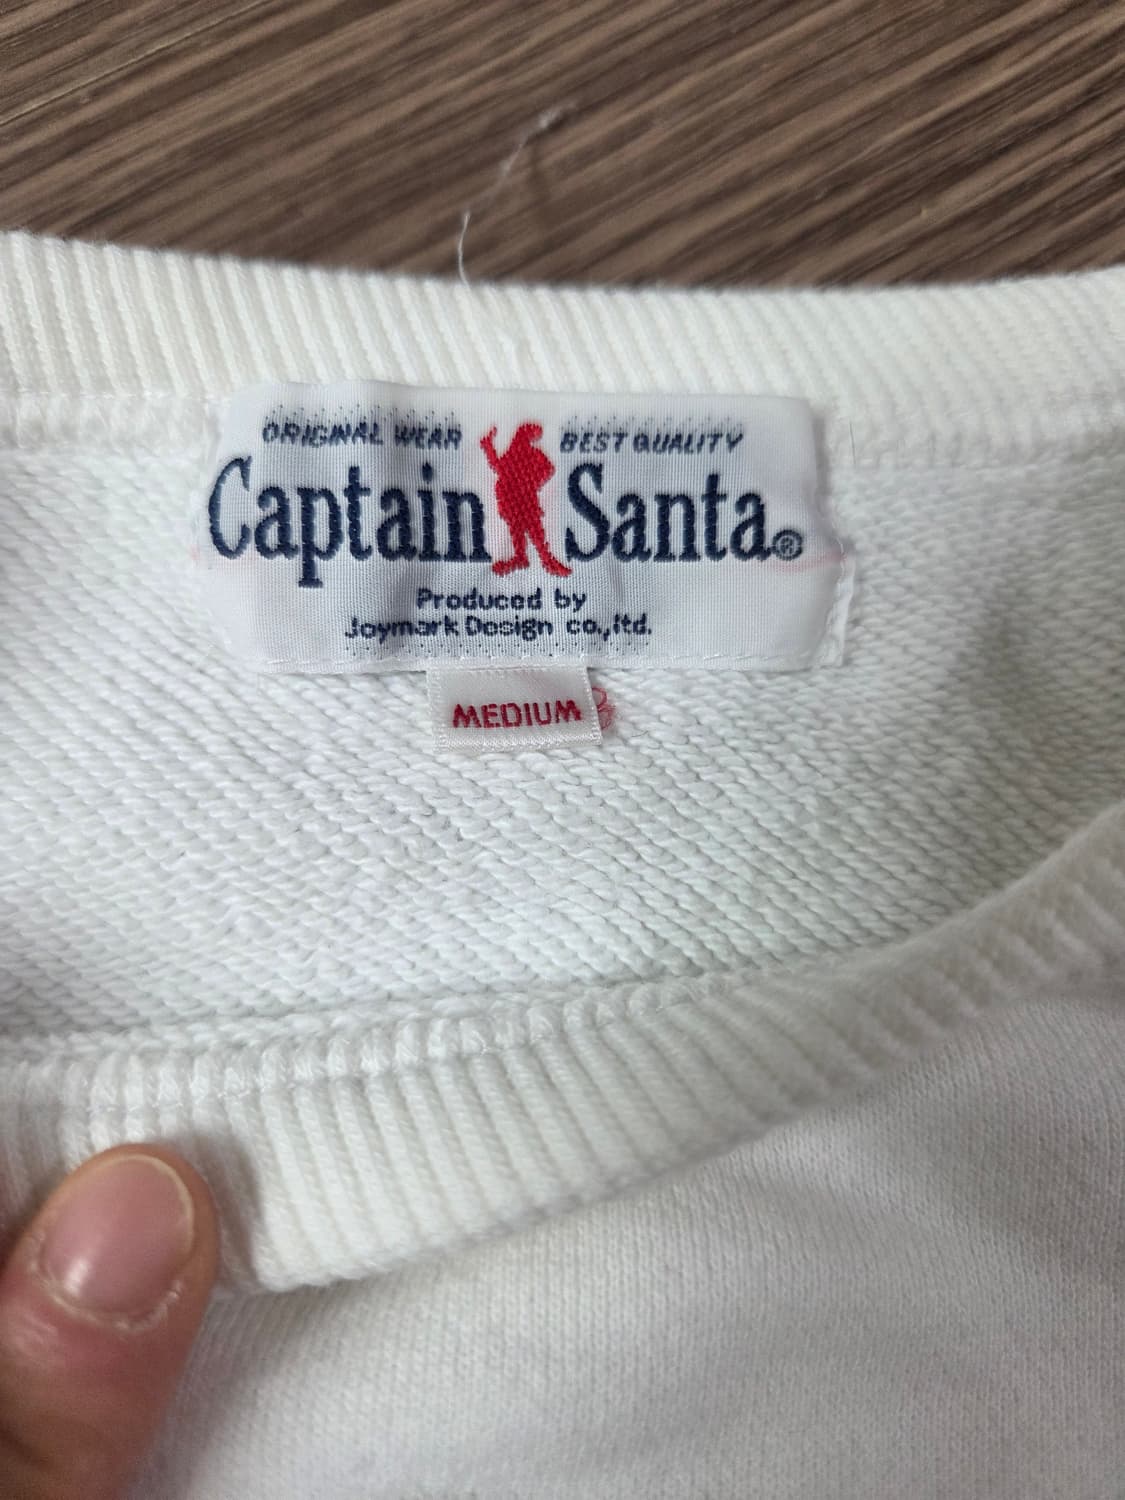 ORIGINAL WEAR BEST QUALITY
Captain Santa®
Produced by
Joymark Design co.,ltd.
MEDIUM